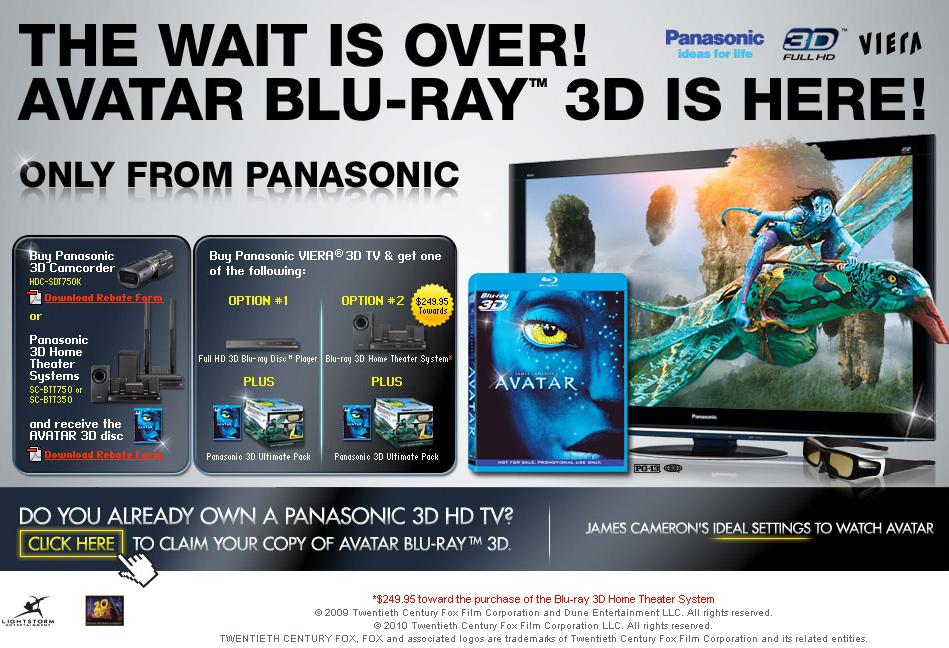 THE WAIT IS OVER!
AVATAR BLU-RAY™ 3D IS HERE!
Panasonic
ideas for life
3D™
FULL HD
VIERA
ONLY FROM PANASONIC
Buy Panasonic
3D Camcorder
HDC-SDT750K
Download Rebate Form
or
Panasonic
3D Home
Theater
Systems
SC-BTT750 or
SC-BTT350
and receive the
AVATAR 3D disc
Download Rebate Form
Buy Panasonic VIERA® 3D TV & get one
of the following:
OPTION #1
Full HD 3D Blu-ray Disc™ Player
PLUS
Panasonic 3D Ultimate Pack
OPTION #2
$249.95
Towards
Blu-ray 3D Home Theater System*
PLUS
Panasonic 3D Ultimate Pack
Blu-ray
3D
JAMES CAMERON'S
AVATAR
AVATAR
NOT FOR SALE. PROMOTIONAL USE ONLY.
Panasonic
PG-13
DO YOU ALREADY OWN A PANASONIC 3D HD TV?
CLICK HERE TO CLAIM YOUR COPY OF AVATAR BLU-RAY™ 3D.
JAMES CAMERON'S IDEAL SETTINGS TO WATCH AVATAR
LIGHTSTORM
ENTERTAINMENT
20
*$249.95 toward the purchase of the Blu-ray 3D Home Theater System
© 2009 Twentieth Century Fox Film Corporation and Dune Entertainment LLC. All rights reserved.
© 2010 Twentieth Century Fox Film Corporation LLC. All rights reserved.
TWENTIETH CENTURY FOX, FOX and associated logos are trademarks of Twentieth Century Fox Film Corporation and its related entities.